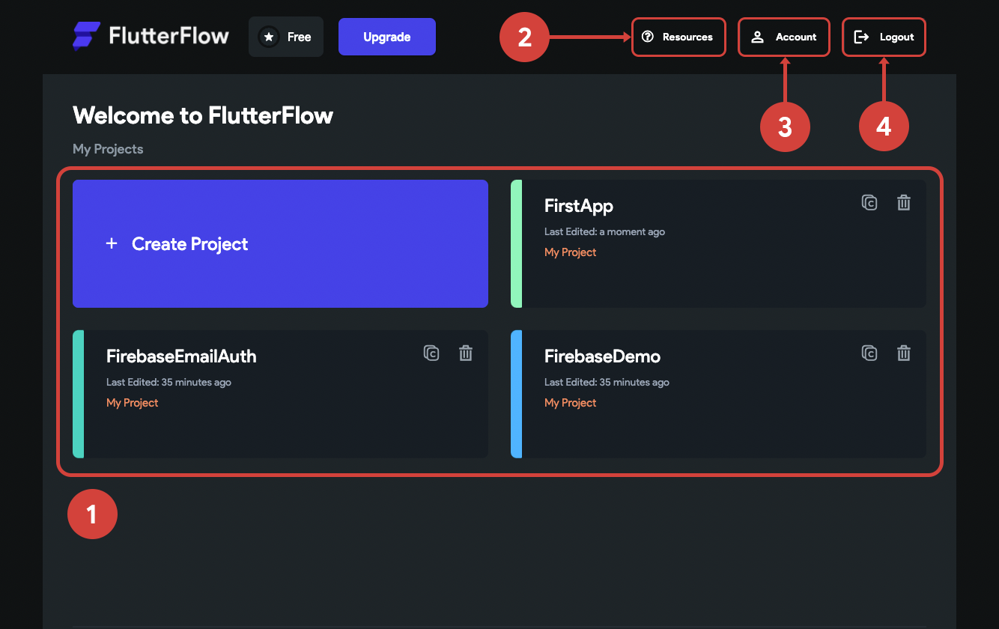 FlutterFlow
Free
Upgrade
2
Resources
Account
Logout
Welcome to FlutterFlow
3
4
My Projects
+ Create Project
FirstApp
Last Edited: a moment ago
My Project
FirebaseEmailAuth
Last Edited: 35 minutes ago
My Project
FirebaseDemo
Last Edited: 35 minutes ago
My Project
1